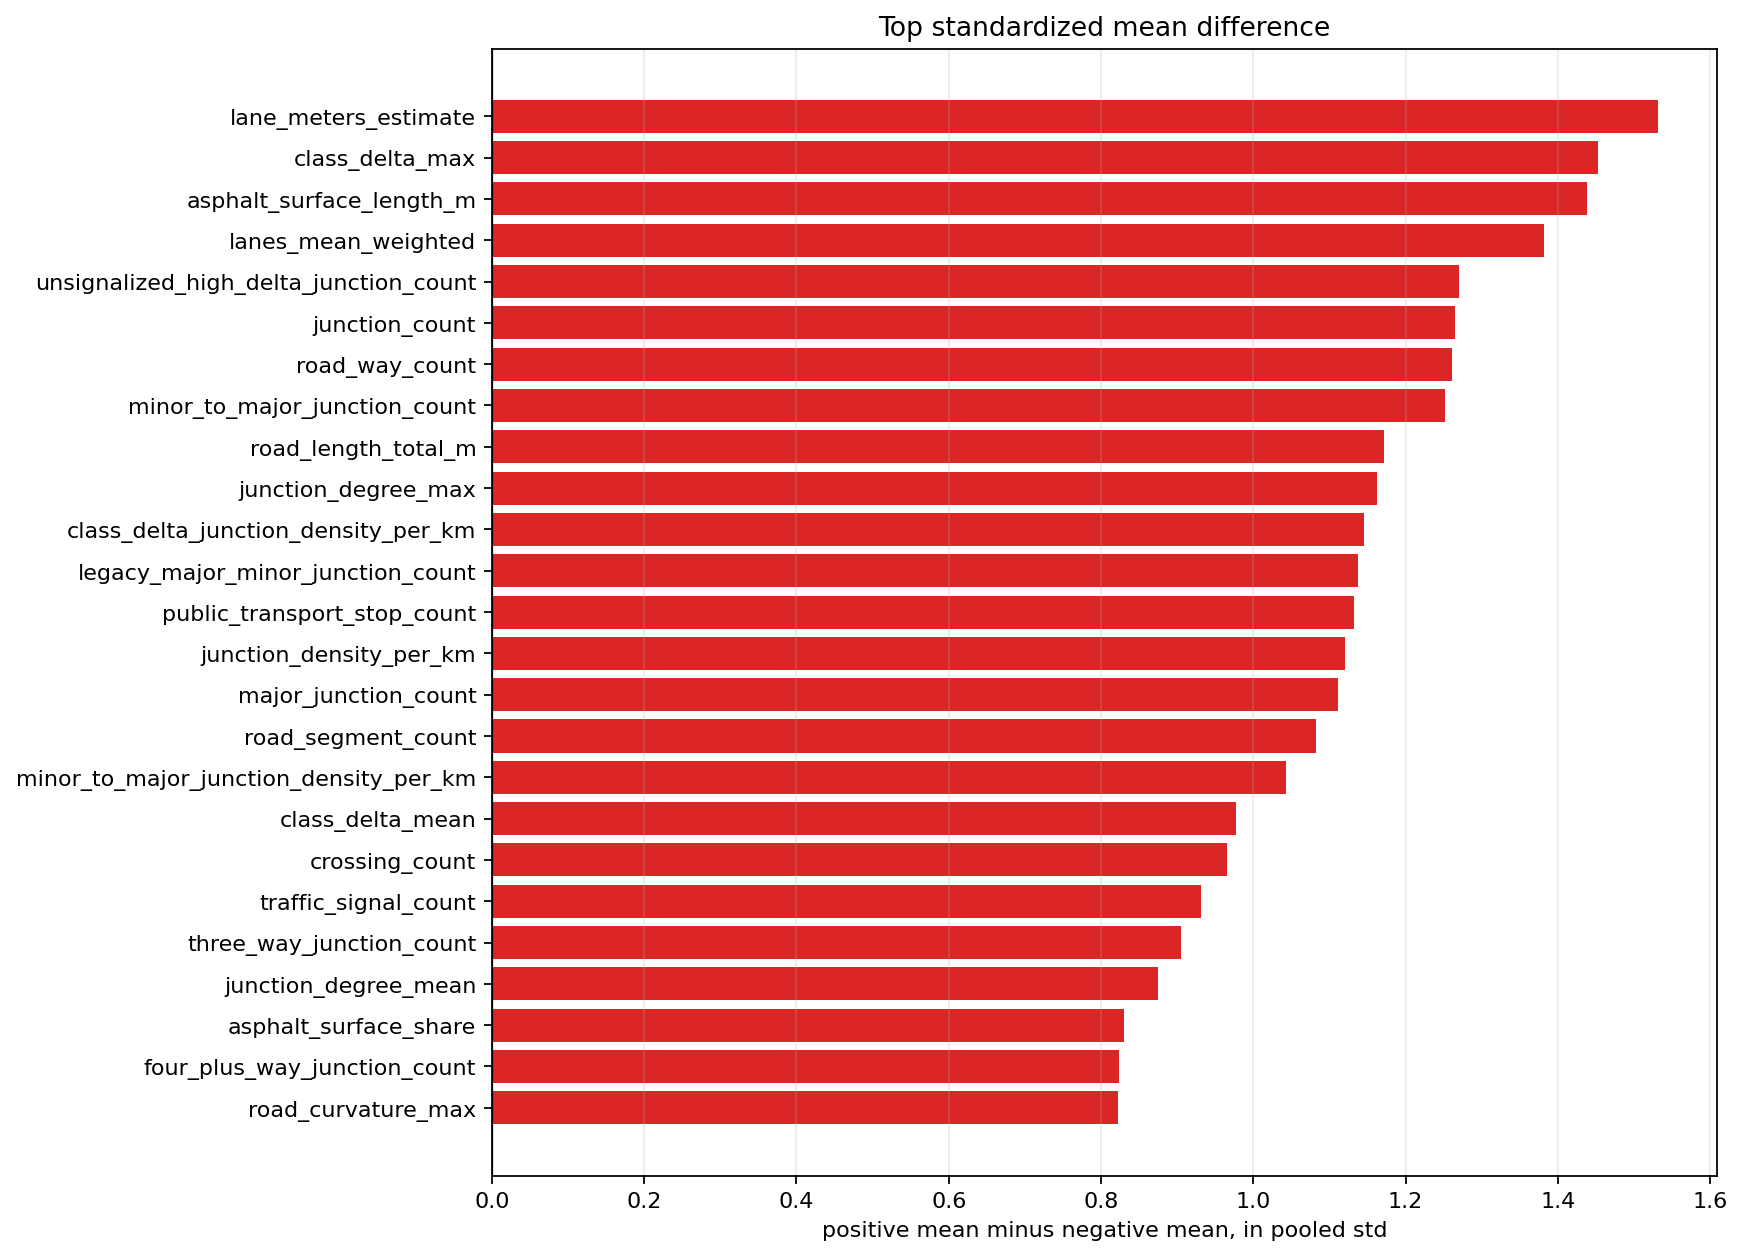 Top standardized mean difference
lane_meters_estimate
class_delta_max
asphalt_surface_length_m
lanes_mean_weighted
unsignalized_high_delta_junction_count
junction_count
road_way_count
minor_to_major_junction_count
road_length_total_m
junction_degree_max
class_delta_junction_density_per_km
legacy_major_minor_junction_count
public_transport_stop_count
junction_density_per_km
major_junction_count
road_segment_count
minor_to_major_junction_density_per_km
class_delta_mean
crossing_count
traffic_signal_count
three_way_junction_count
junction_degree_mean
asphalt_surface_share
four_plus_way_junction_count
road_curvature_max
0.0 0.2 0.4 0.6 0.8 1.0 1.2 1.4 1.6
positive mean minus negative mean, in pooled std